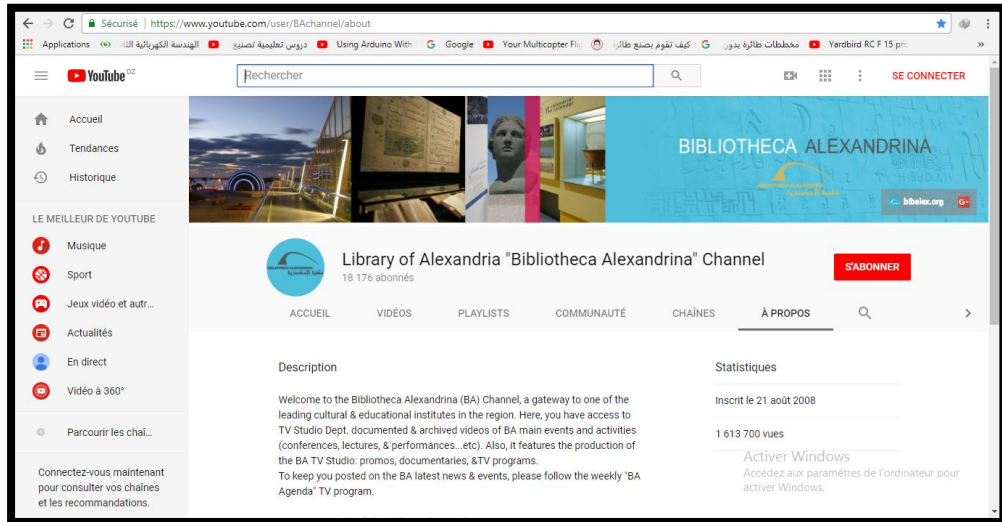 Sécurisé | https://www.youtube.com/user/BAchannel/about
Applications الهندسة الكهربائية الثا دروس تعليمية تصنيع Using Arduino With Google Your Multicopter Fli كيف تقوم بصنع طائرة مخططات طائرة بدون Yardbird RC F 15 pro »
YouTube DZ
Rechercher
SE CONNECTER
Accueil
Tendances
Historique
LE MEILLEUR DE YOUTUBE
Musique
Sport
Jeux vidéo et autr...
Actualités
En direct
Vidéo à 360°
Parcourir les chaî...
Connectez-vous maintenant
pour consulter vos chaînes
et les recommandations.
BIBLIOTHECA ALEXANDRINA
bibalex.org G+
Library of Alexandria "Bibliotheca Alexandrina" Channel
18 176 abonnés
S'ABONNER
ACCUEIL VIDÉOS PLAYLISTS COMMUNAUTÉ CHAÎNES À PROPOS
Description
Welcome to the Bibliotheca Alexandrina (BA) Channel, a gateway to one of the
leading cultural & educational institutes in the region. Here, you have access to
TV Studio Dept. documented & archived videos of BA main events and activities
(conferences, lectures, & performances...etc). Also, it features the production of
the BA TV Studio: promos, documentaries, &TV programs.
To keep you posted on the BA latest news & events, please follow the weekly "BA
Agenda" TV program.
Statistiques
Inscrit le 21 août 2008
1 613 700 vues
Activer Windows
Accédez aux paramètres de l'ordinateur pour
activer Windows.